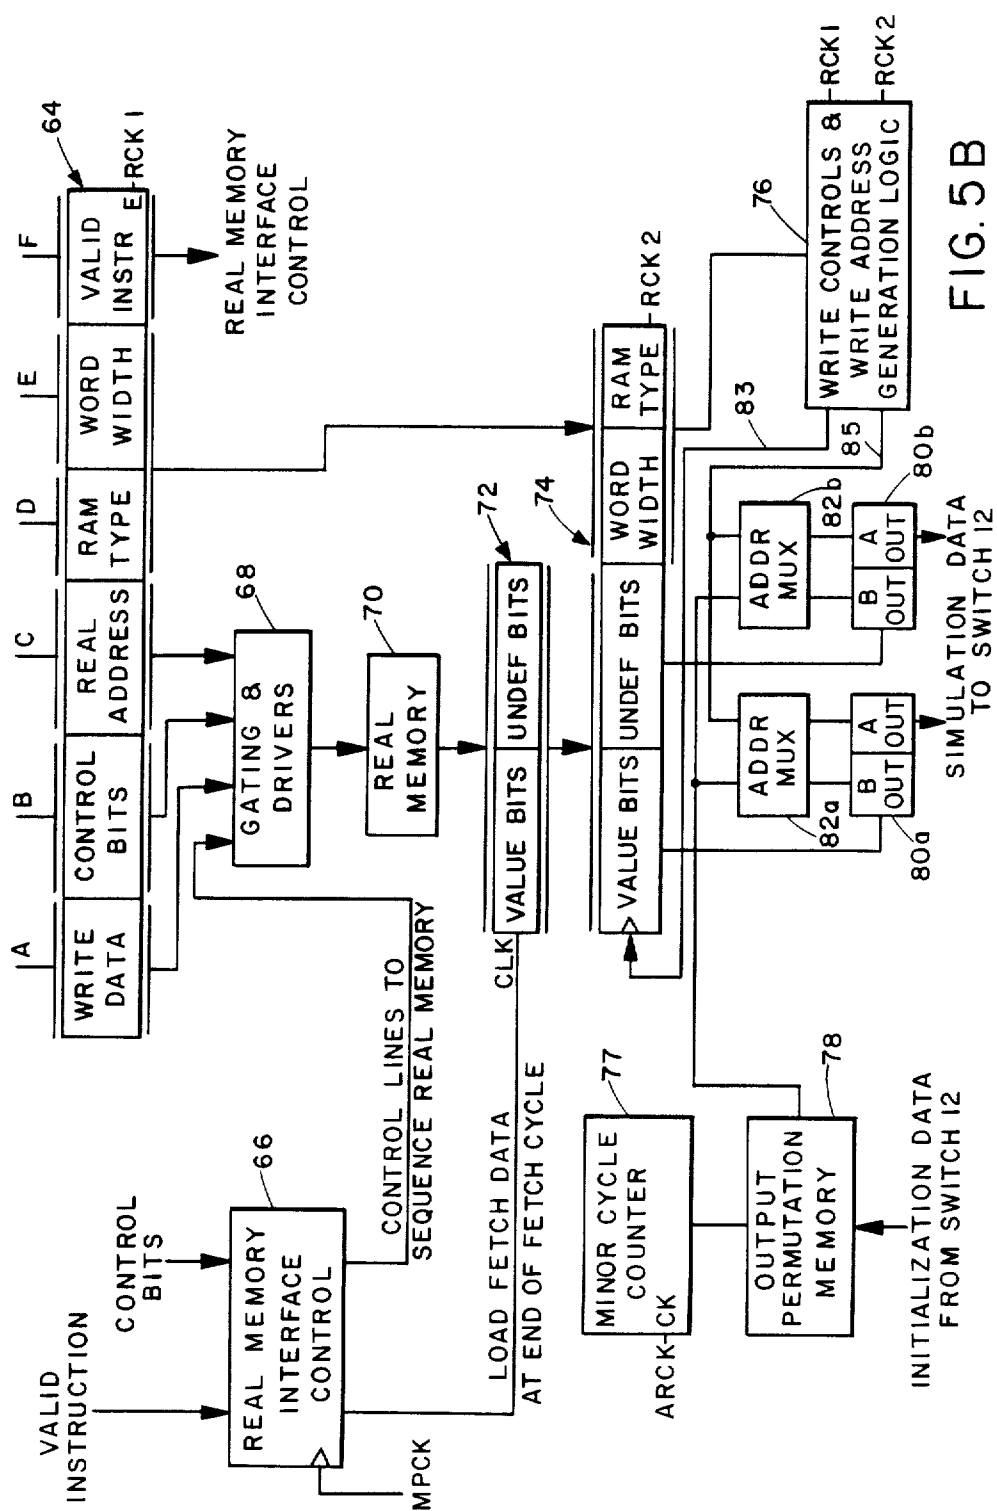 A
B
C
D
E
F
64
WRITE
DATA
CONTROL
BITS
REAL
ADDRESS
RAM
TYPE
WORD
WIDTH
VALID
INSTR
E
RCK1
REAL MEMORY
INTERFACE
CONTROL
VALID
INSTRUCTION
CONTROL
BITS
66
REAL MEMORY
INTERFACE
CONTROL
MPCK
CONTROL LINES TO
SEQUENCE REAL MEMORY
68
GATING &
DRIVERS
70
REAL
MEMORY
LOAD FETCH DATA
AT END OF FETCH CYCLE
CLK
72
VALUE BITS
UNDEF BITS
74
VALUE BITS
UNDEF BITS
WORD
WIDTH
RAM
TYPE
RCK2
77
MINOR CYCLE
COUNTER
ARCK
CK
78
OUTPUT
PERMUTATION
MEMORY
INITIALIZATION DATA
FROM SWITCH 12
ADDR
MUX
82a
B
OUT
A
OUT
80a
ADDR
MUX
82b
B
OUT
A
OUT
80b
SIMULATION DATA
TO SWITCH 12
83
85
76
WRITE CONTROLS &
WRITE ADDRESS
GENERATION LOGIC
RCK1
RCK2
FIG. 5B